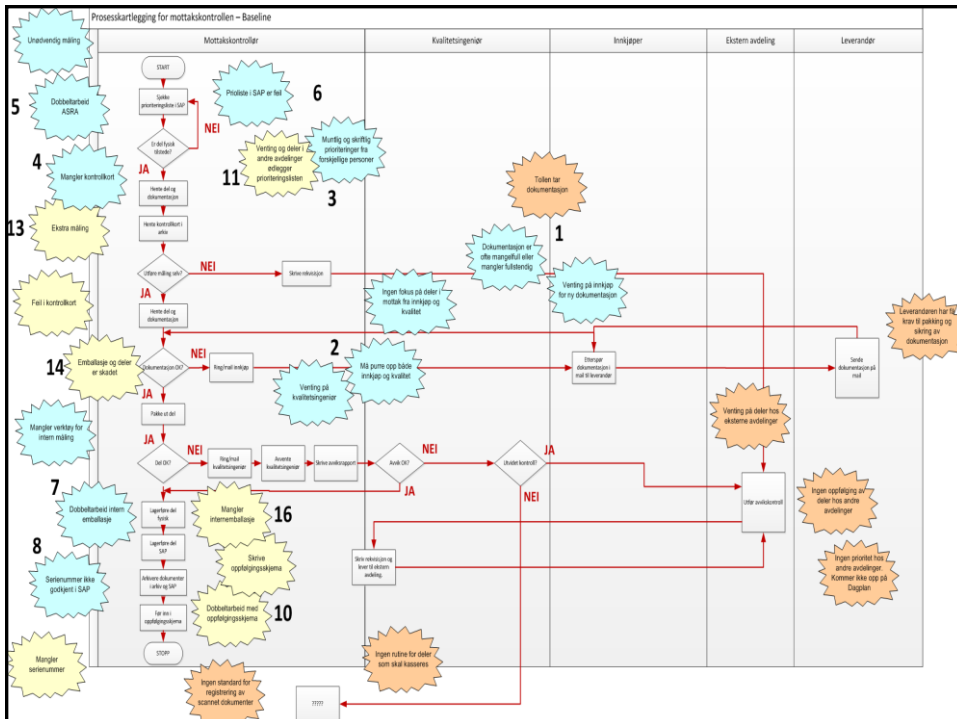 Prosesskartlegging for mottakskontrollen – Baseline
Mottakskontrollør
Kvalitetsingeniør
Innkjøper
Ekstern avdeling
Leverandør
Unødvendig måling
START
5
Dobbeltarbeid
ASRA
Sjekke
prioriteringsliste i SAP
NEI
Prioliste i SAP er feil
6
Er del fysisk
tilstede?
JA
Venting og deler i
andre avdelinger
ødlegger
prioriteringslisten
11
Muntlig og skriftlig
prioriteringer fra
forskjellige personer
3
4
Mangler kontrollkort
Hente del og
dokumentasjon
Tollen tar
dokumentasjon
13
Ekstra måling
Hente kontrollkort i
arkiv
Dokumentasjon er
ofte mangelfull eller
mangler fullstendig
1
Utføre måling selv?
NEI
Skrive rekvisisjon
JA
Ingen fokus på deler i
mottak fra innkjøp og
kvalitet
Venting på innkjøp
for ny dokumentasjon
Feil i kontrollkort
Hente del og
dokumentasjon
Leverandøren har få
krav til pakking og
sikring av
dokumentasjon
14
Emballasje og deler
er skadet
Dokumentasjon OK?
NEI
Ring/mail innkjøp
2
Må purre opp både
innkjøp og kvalitet
Venting på
kvalitetsingeniør
Etterspør
dokumentasjon i
mail til leverandør
Sende
dokumentasjon på
mail
JA
Pakke ut del
Venting på deler hos
eksterne avdelinger
Mangler verktøy for
intern måling
JA
Del OK?
NEI
Ring/mail
kvalitetsingeniør
Avvente
kvalitetsingeniør
Skrive avviksrapport
Avvik OK?
NEI
Utvidet kontroll?
JA
JA
NEI
Utfør avvikskontroll
Ingen oppfølging av
deler hos andre
avdelinger
7
Dobbeltarbeid intern
emballasje
Lagerføre del
fysisk
Mangler
internemballasje
16
8
Lagerføre del
SAP
Skrive
oppfølgingsskjema
Skriv rekvisisjon og
lever til ekstern
avdeling.
Ingen prioritet hos
andre avdelinger.
Kommer ikke opp på
Dagplan
Serienummer ikke
godkjent i SAP
Arkivere dokumenter
i arkiv og SAP
Før inn i
oppfølgingsskjema
Dobbeltarbeid med
oppfølgingsskjema
10
STOPP
Mangler
serienummer
Ingen rutine for deler
som skal kasseres
Ingen standard for
registrering av
scannet dokumenter
?????